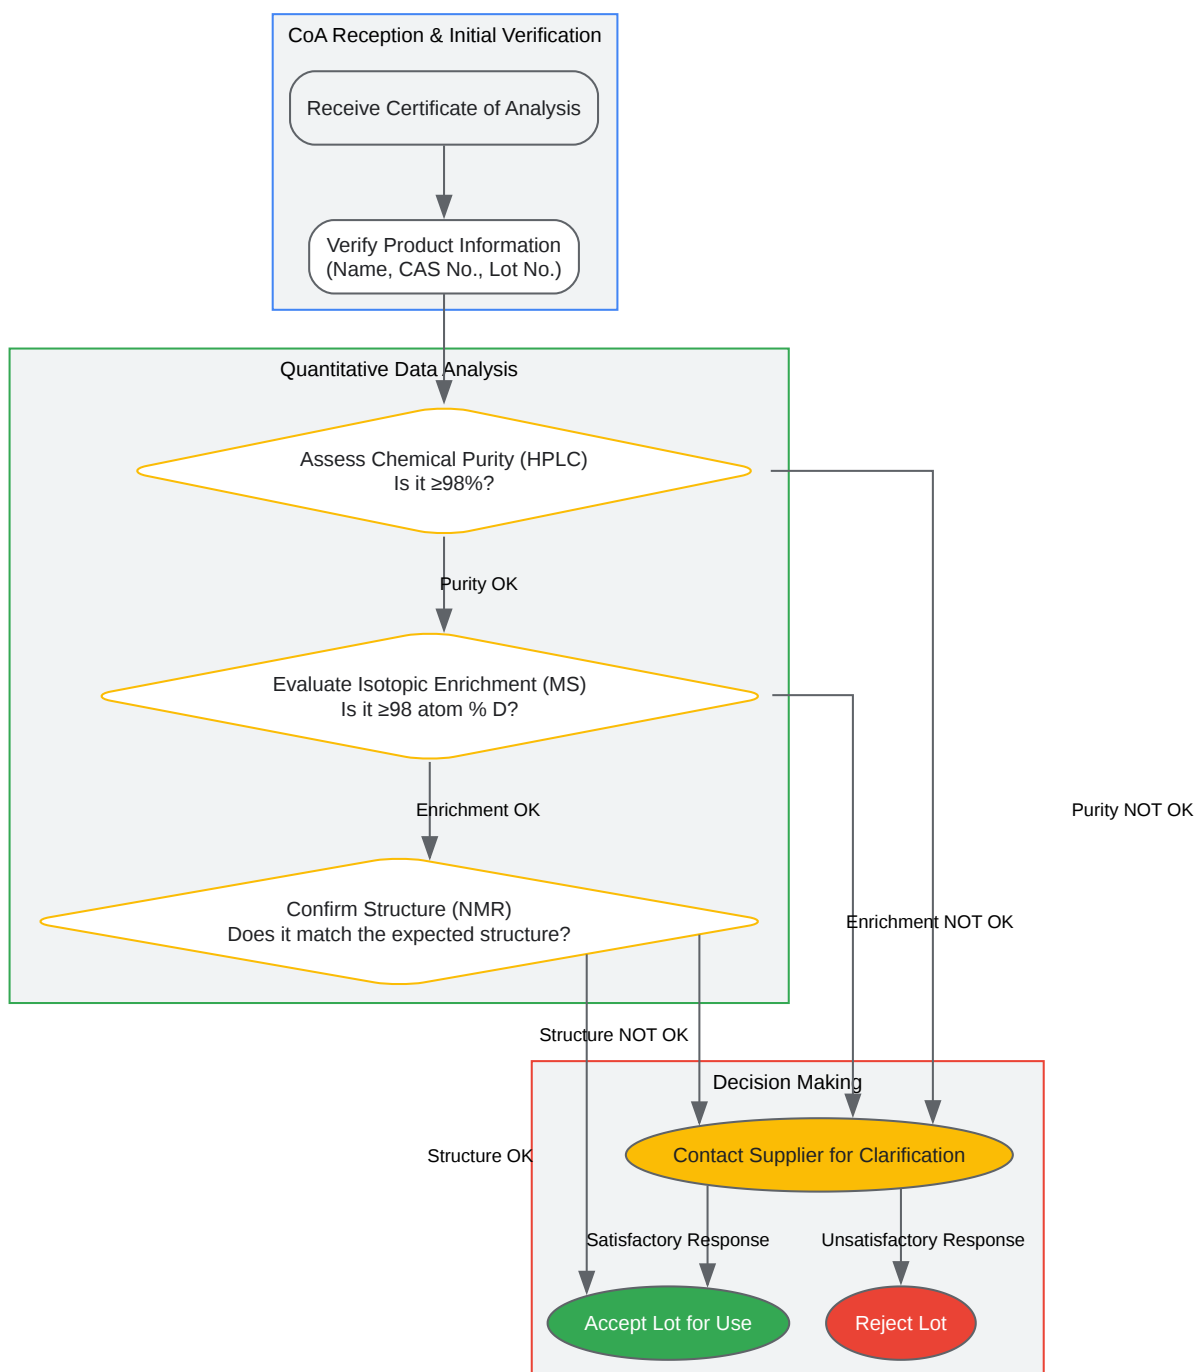 CoA Reception & Initial Verification
Receive Certificate of Analysis
Verify Product Information
(Name, CAS No., Lot No.)
Quantitative Data Analysis
Assess Chemical Purity (HPLC)
Is it ≥98%?
Purity OK
Evaluate Isotopic Enrichment (MS)
Is it ≥98 atom % D?
Enrichment OK
Purity NOT OK
Confirm Structure (NMR)
Does it match the expected structure?
Enrichment NOT OK
Structure NOT OK
Decision Making
Structure OK
Contact Supplier for Clarification
Satisfactory Response
Unsatisfactory Response
Accept Lot for Use
Reject Lot